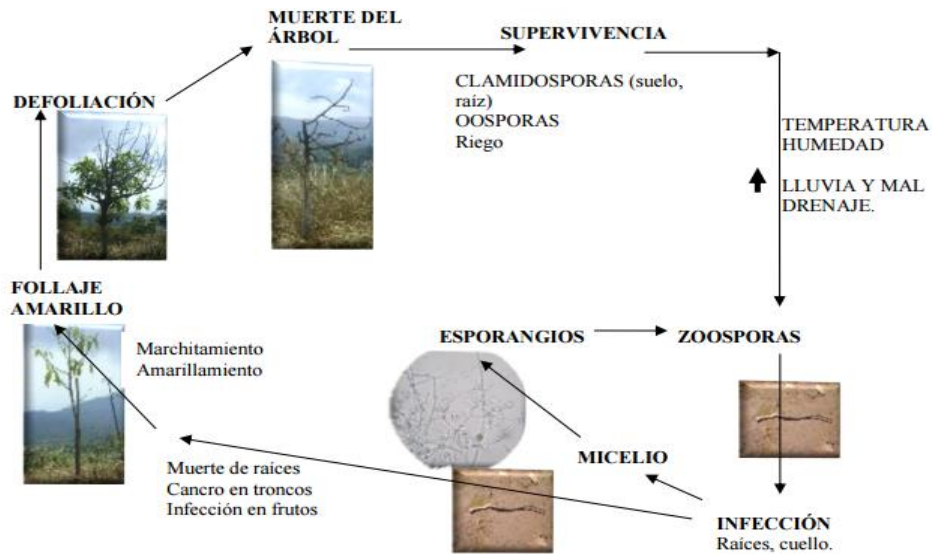 MUERTE DEL
ÁRBOL
SUPERVIVENCIA
DEFOLIACIÓN
CLAMIDOSPORAS (suelo,
raíz)
OOSPORAS
Riego
TEMPERATURA
HUMEDAD
LLUVIA Y MAL
DRENAJE.
FOLLAJE
AMARILLO
ESPORANGIOS
ZOOSPORAS
Marchitamiento
Amarillamiento
MICELIO
Muerte de raíces
Cancro en troncos
Infección en frutos
INFECCIÓN
Raíces, cuello.